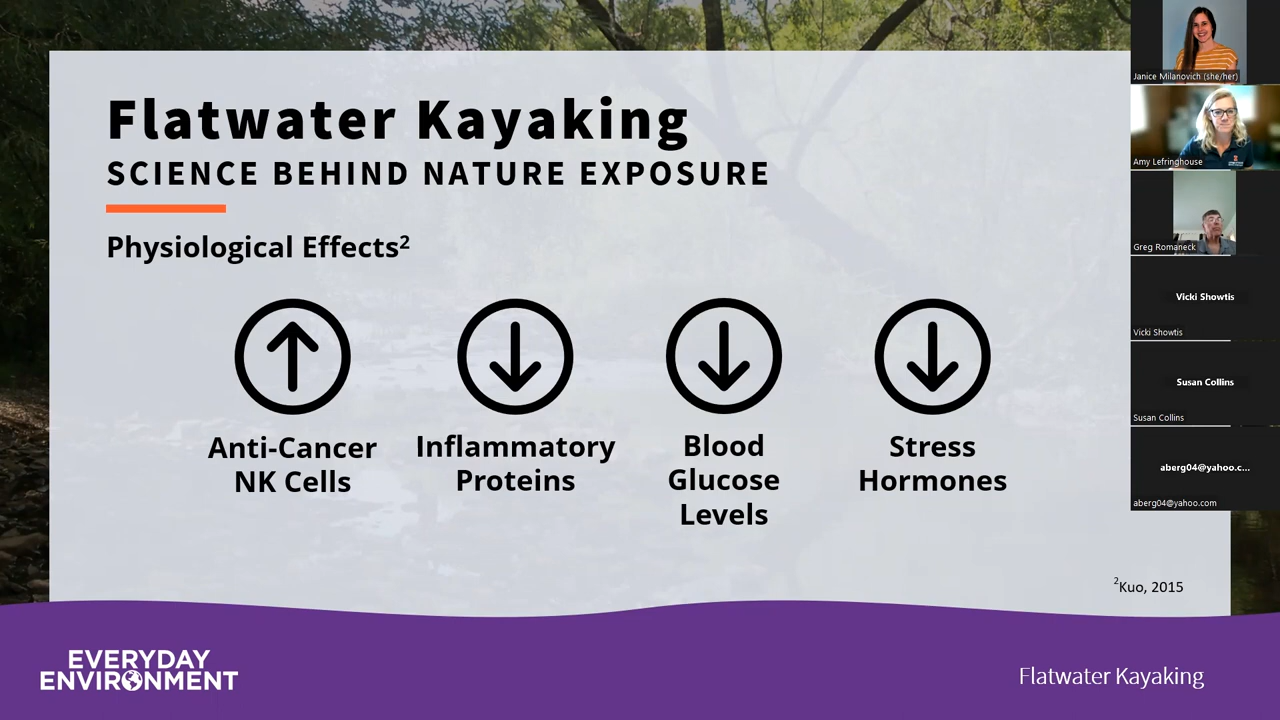 Flatwater Kayaking
SCIENCE BEHIND NATURE EXPOSURE
Physiological Effects²
Anti-Cancer
NK Cells
Inflammatory
Proteins
Blood
Glucose
Levels
Stress
Hormones
²Kuo, 2015
EVERYDAY
ENVIRONMENT
Flatwater Kayaking
Janice Milanovich (she/her)
Amy Lefringhouse
Greg Romaneck
Vicki Showtis
Vicki Showtis
Susan Collins
Susan Collins
aberg04@yahoo.c...
aberg04@yahoo.com